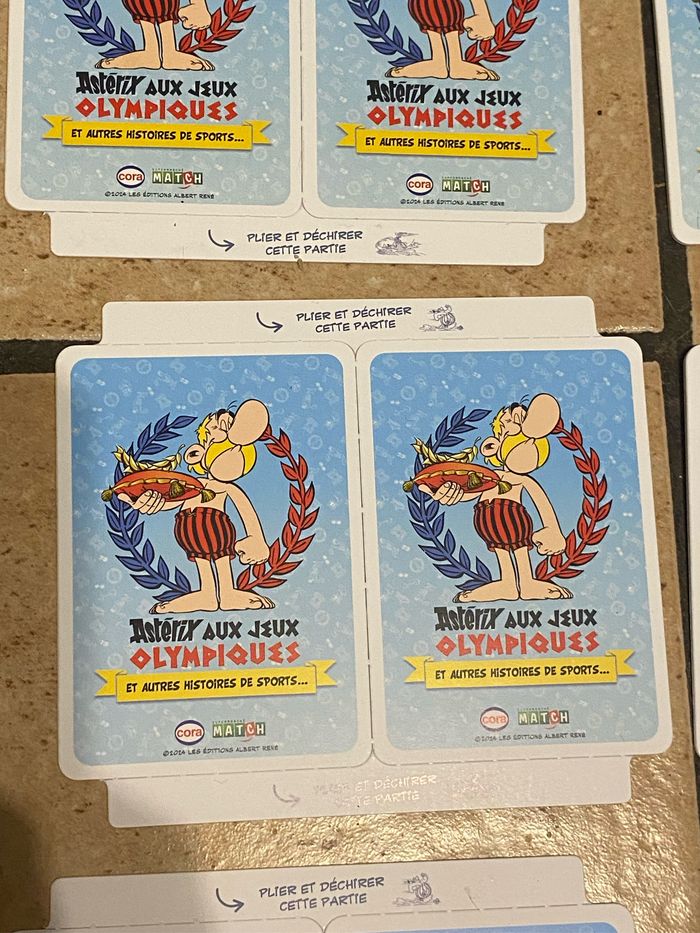 Astérix AUX JEUX
OLYMPIQUES
ET AUTRES HISTOIRES DE SPORTS...
cora
SUPERMARCHÉ
MATCH
©2024 LES ÉDITIONS ALBERT RENÉ
Astérix AUX JEUX
OLYMPIQUES
ET AUTRES HISTOIRES DE SPORTS...
cora
SUPERMARCHÉ
MATCH
©2024 LES ÉDITIONS ALBERT RENÉ
PLIER ET DÉCHIRER
CETTE PARTIE
PLIER ET DÉCHIRER
CETTE PARTIE
Astérix AUX JEUX
OLYMPIQUES
ET AUTRES HISTOIRES DE SPORTS...
cora
SUPERMARCHÉ
MATCH
©2024 LES ÉDITIONS ALBERT RENÉ
Astérix AUX JEUX
OLYMPIQUES
ET AUTRES HISTOIRES DE SPORTS...
cora
SUPERMARCHÉ
MATCH
©2024 LES ÉDITIONS ALBERT RENÉ
PLIER ET DÉCHIRER
CETTE PARTIE
PLIER ET DÉCHIRER
CETTE PARTIE